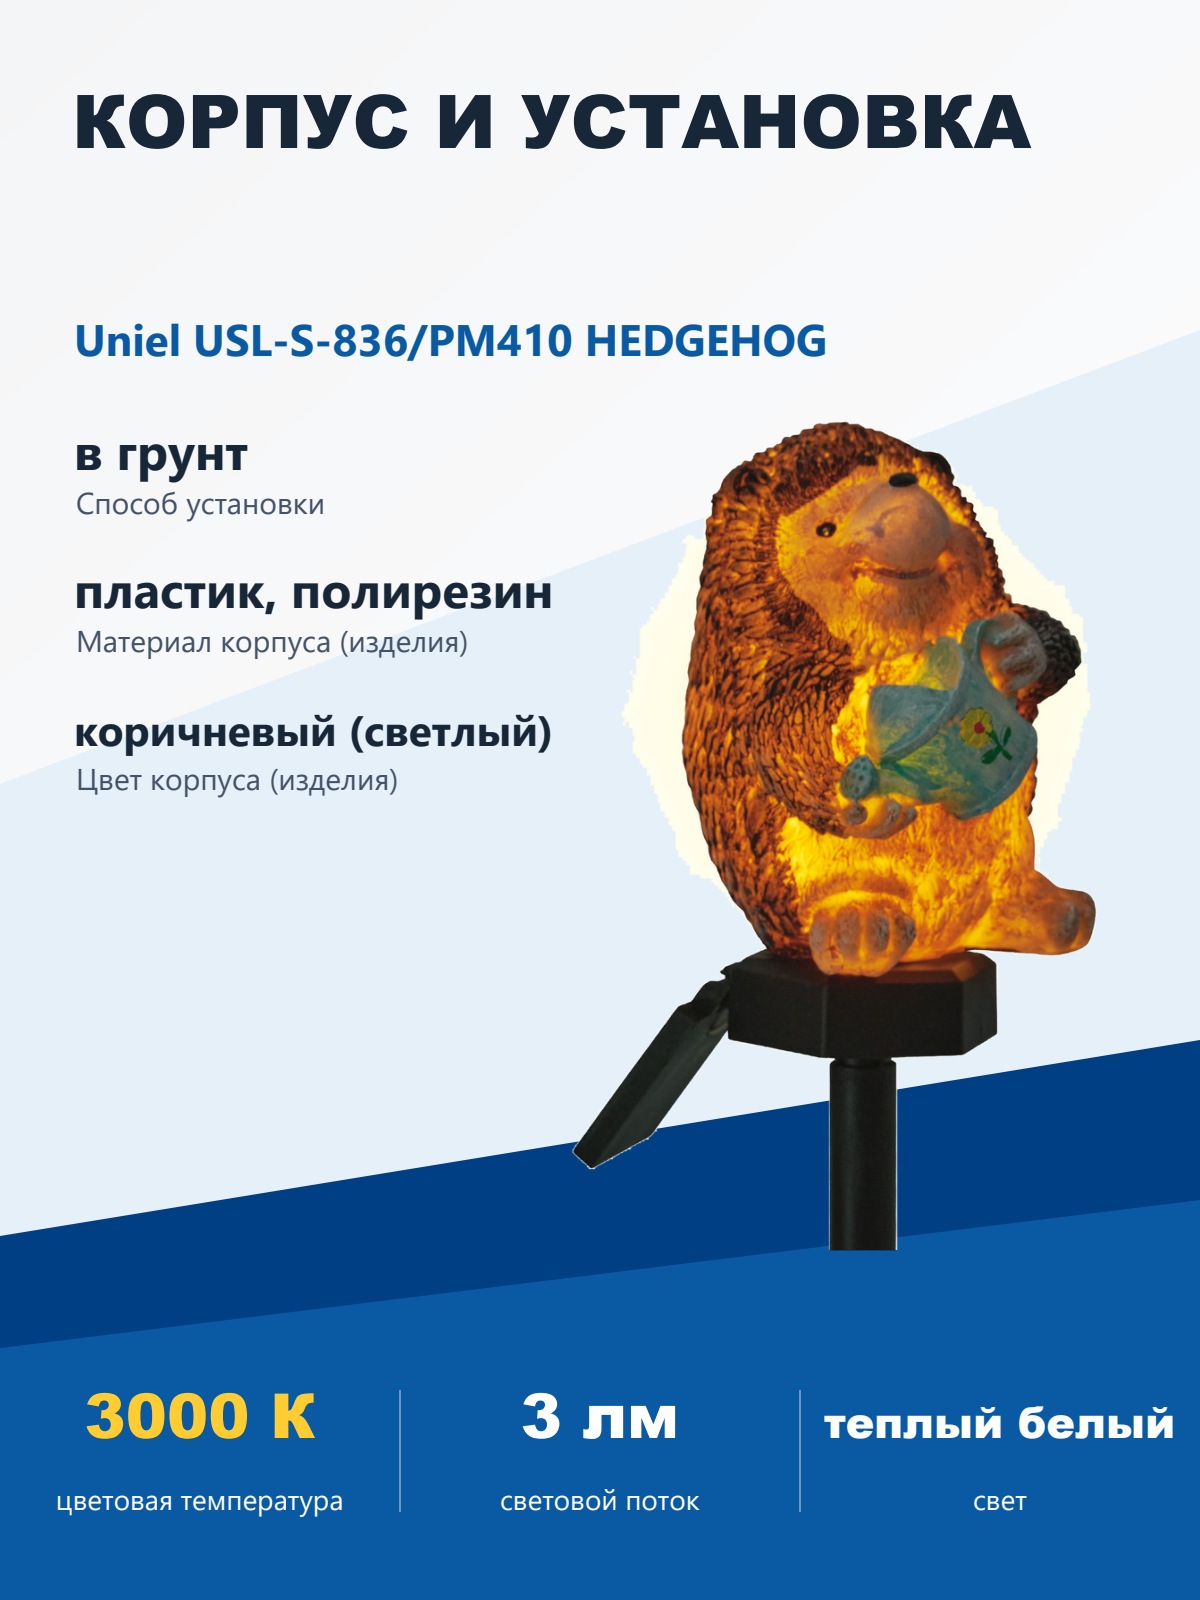 КОРПУС И УСТАНОВКА
Uniel USL-S-836/PM410 HEDGEHOG
в грунт
Способ установки
пластик, полирезин
Материал корпуса (изделия)
коричневый (светлый)
Цвет корпуса (изделия)
3000 К
цветовая температура
3 лм
световой поток
теплый белый
свет